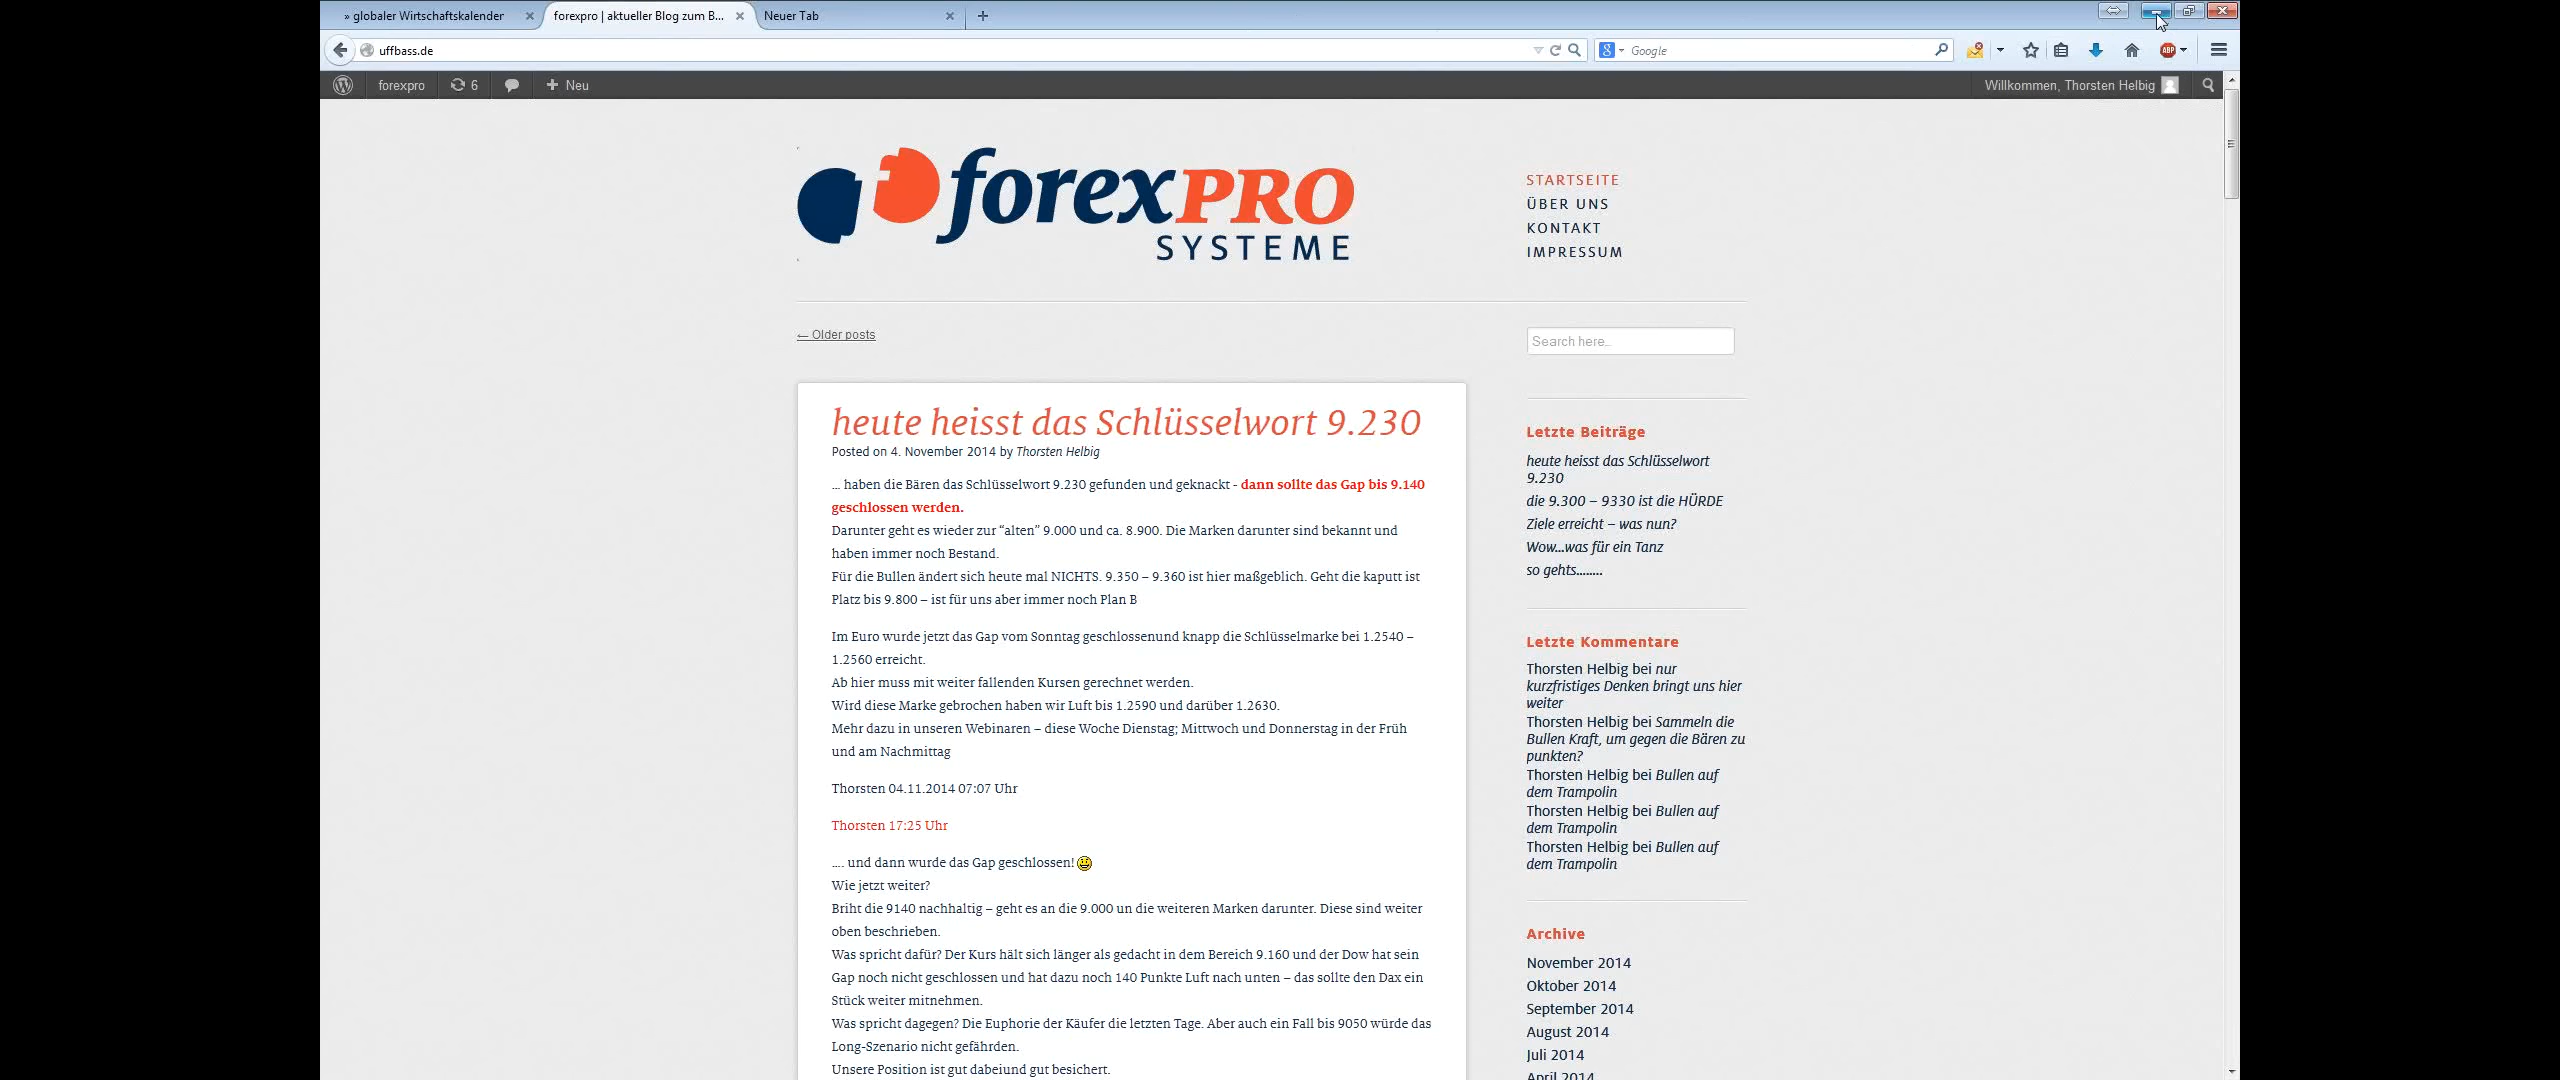 » globaler Wirtschaftskalender
forexpro | aktueller Blog zum B...
Neuer Tab
uffbass.de
Google
ABP
forexpro
6
Neu
Willkommen, Thorsten Helbig
forexPRO
SYSTEME
STARTSEITE
ÜBER UNS
KONTAKT
IMPRESSUM
← Older posts
Search here...
heute heisst das Schlüsselwort 9.230
Posted on 4. November 2014 by Thorsten Helbig
... haben die Bären das Schlüsselwort 9.230 gefunden und geknackt - dann sollte das Gap bis 9.140
geschlossen werden.
Darunter geht es wieder zur “alten” 9.000 und ca. 8.900. Die Marken darunter sind bekannt und
haben immer noch Bestand.
Für die Bullen ändert sich heute mal NICHTS. 9.350 – 9.360 ist hier maßgeblich. Geht die kaputt ist
Platz bis 9.800 – ist für uns aber immer noch Plan B
Im Euro wurde jetzt das Gap vom Sonntag geschlossenund knapp die Schlüsselmarke bei 1.2540 –
1.2560 erreicht.
Ab hier muss mit weiter fallenden Kursen gerechnet werden.
Wird diese Marke gebrochen haben wir Luft bis 1.2590 und darüber 1.2630.
Mehr dazu in unseren Webinaren – diese Woche Dienstag; Mittwoch und Donnerstag in der Früh
und am Nachmittag
Thorsten 04.11.2014 07:07 Uhr
Thorsten 17:25 Uhr
.... und dann wurde das Gap geschlossen!
Wie jetzt weiter?
Briht die 9140 nachhaltig – geht es an die 9.000 un die weiteren Marken darunter. Diese sind weiter
oben beschrieben.
Was spricht dafür? Der Kurs hält sich länger als gedacht in dem Bereich 9.160 und der Dow hat sein
Gap noch nicht geschlossen und hat dazu noch 140 Punkte Luft nach unten – das sollte den Dax ein
Stück weiter mitnehmen.
Was spricht dagegen? Die Euphorie der Käufer die letzten Tage. Aber auch ein Fall bis 9050 würde das
Long-Szenario nicht gefährden.
Unsere Position ist gut dabeiund gut besichert.
Letzte Beiträge
heute heisst das Schlüsselwort
9.230
die 9.300 – 9330 ist die HÜRDE
Ziele erreicht – was nun?
Wow...was für ein Tanz
so gehts........
Letzte Kommentare
Thorsten Helbig bei nur
kurzfristiges Denken bringt uns hier
weiter
Thorsten Helbig bei Sammeln die
Bullen Kraft, um gegen die Bären zu
punkten?
Thorsten Helbig bei Bullen auf
dem Trampolin
Thorsten Helbig bei Bullen auf
dem Trampolin
Thorsten Helbig bei Bullen auf
dem Trampolin
Archive
November 2014
Oktober 2014
September 2014
August 2014
Juli 2014
April 2014